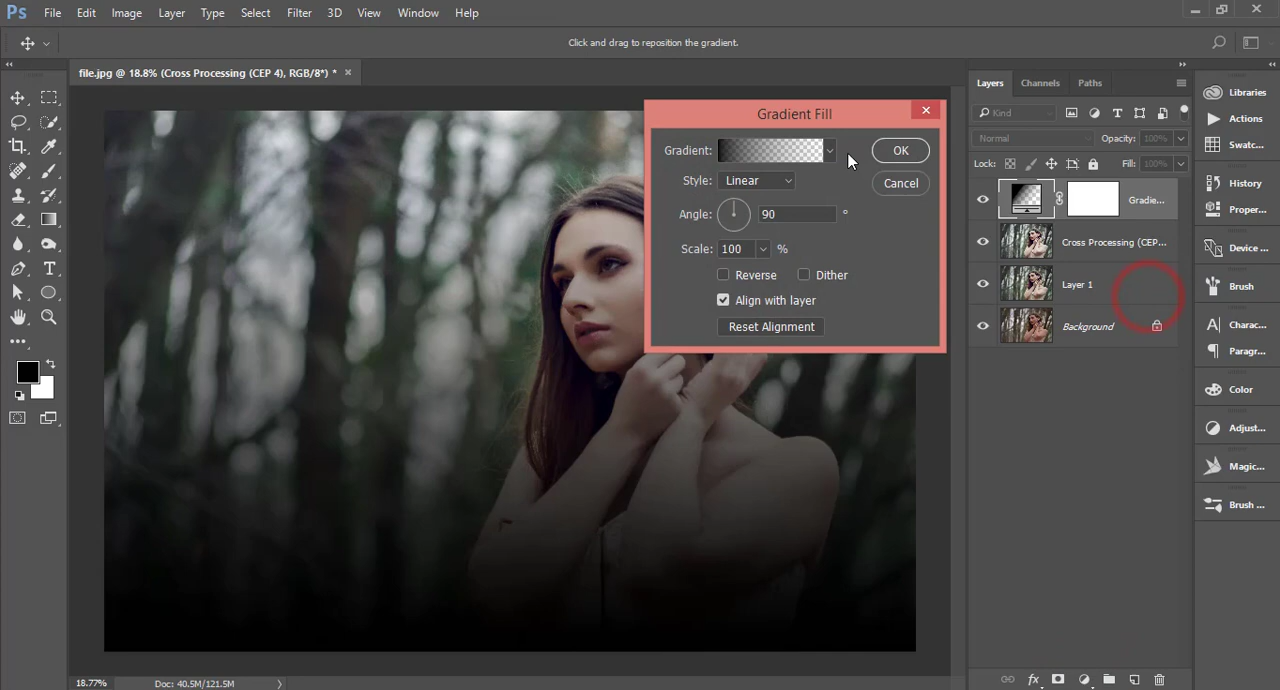 Ps File Edit Image Layer Type Select Filter 3D View Window Help
Click and drag to reposition the gradient.
file.jpg @ 18.8% (Cross Processing (CEP 4), RGB/8*) * ×
Gradient Fill
Gradient:
OK
Style: Linear
Cancel
Angle: 90 °
Scale: 100 %
Reverse Dither
Align with layer
Reset Alignment
Layers Channels Paths
Kind
Normal Opacity: 100%
Lock: Fill: 100%
Gradie...
Cross Processing (CEP...
Layer 1
Background
fx
Libraries
Actions
Swatc...
History
Proper...
Device ...
Brush
Charac...
Paragr...
Color
Adjust...
Magic...
Brush ...
18.77% Doc: 40.5M/121.5M